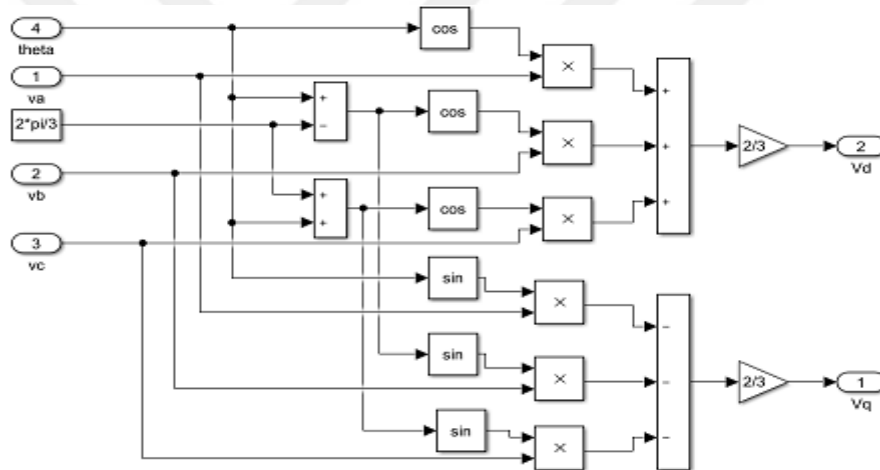 4
cos
theta
×
1
va
+
+
2*pi/3
−
cos
×
+
2/3
2
Vd
2
vb
+
+
cos
×
+
3
vc
sin
×
−
sin
×
−
2/3
1
Vq
sin
×
−